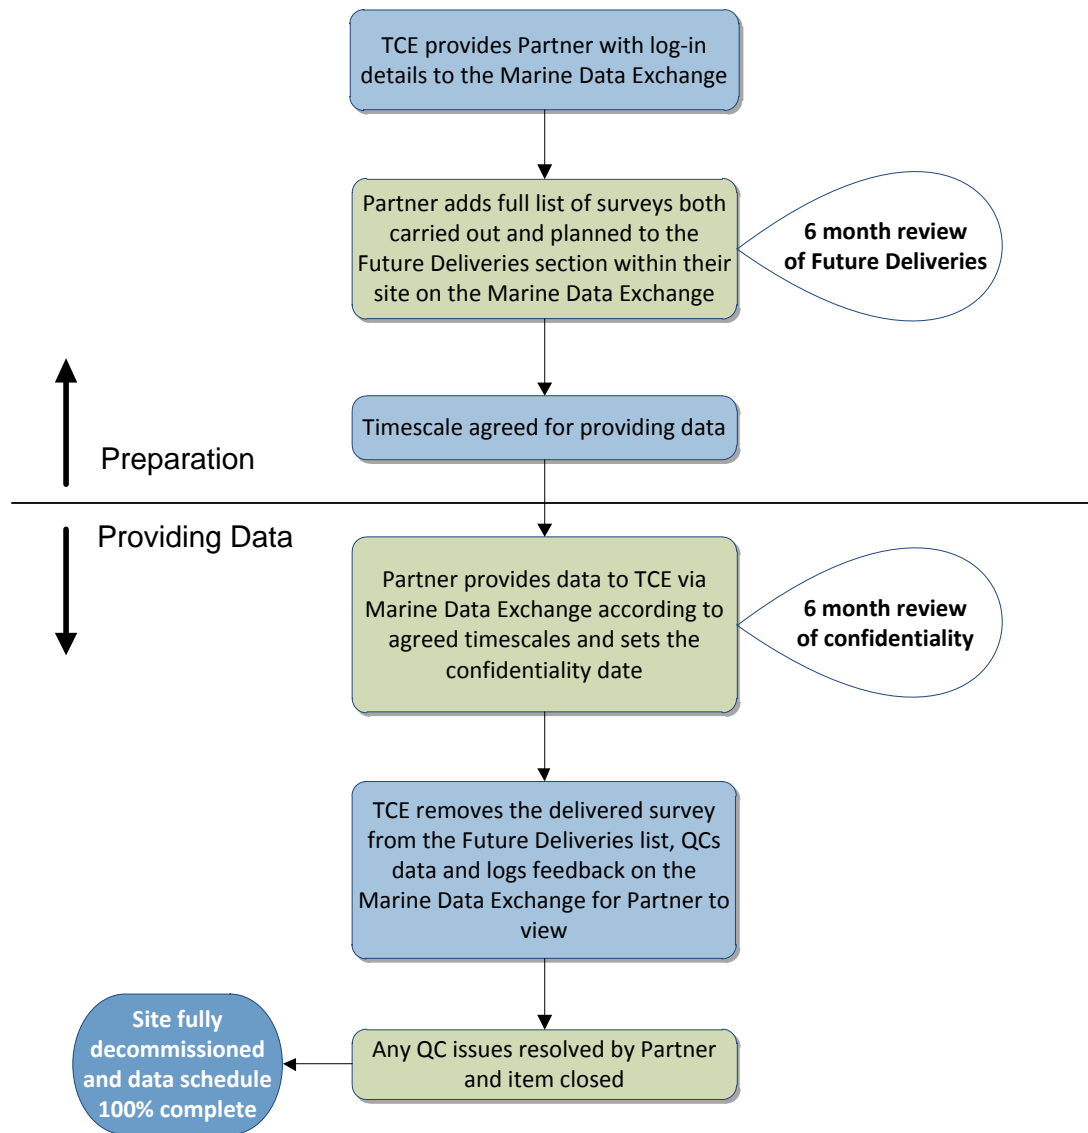 TCE provides Partner with log-in
details to the Marine Data Exchange
Partner adds full list of surveys both
carried out and planned to the
Future Deliveries section within their
site on the Marine Data Exchange
6 month review
of Future Deliveries
Timescale agreed for providing data
Preparation
Providing Data
Partner provides data to TCE via
Marine Data Exchange according to
agreed timescales and sets the
confidentiality date
6 month review
of confidentiality
TCE removes the delivered survey
from the Future Deliveries list, QCs
data and logs feedback on the
Marine Data Exchange for Partner to
view
Any QC issues resolved by Partner
and item closed
Site fully
decommissioned
and data schedule
100% complete